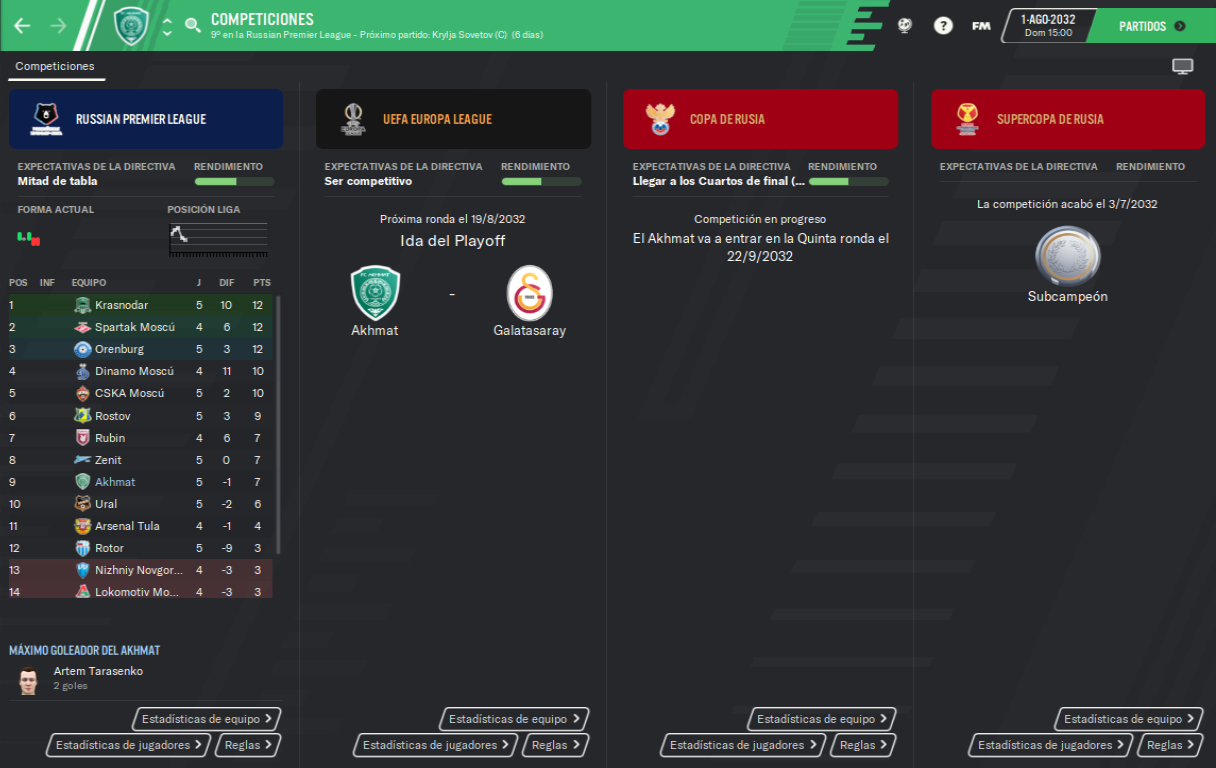 COMPETICIONES
9º en la Russian Premier League - Próximo partido: Krylja Sovetov (C) (6 días)
FM
1-AGO-2032
Dom 15:00
PARTIDOS
Competiciones
RUSSIAN PREMIER LEAGUE
EXPECTATIVAS DE LA DIRECTIVA RENDIMIENTO
Mitad de tabla
FORMA ACTUAL POSICIÓN LIGA
POS INF EQUIPO J DIF PTS
1 Krasnodar 5 10 12
2 Spartak Moscú 4 6 12
3 Orenburg 5 3 12
4 Dinamo Moscú 4 11 10
5 CSKA Moscú 5 2 10
6 Rostov 5 3 9
7 Rubin 4 6 7
8 Zenit 5 0 7
9 Akhmat 5 -1 7
10 Ural 5 -2 6
11 Arsenal Tula 4 -1 4
12 Rotor 5 -9 3
13 Nizhniy Novgor... 4 -3 3
14 Lokomotiv Mo... 4 -3 3
MÁXIMO GOLEADOR DEL AKHMAT
Artem Tarasenko
2 goles
Estadísticas de equipo
Estadísticas de jugadores Reglas
UEFA EUROPA LEAGUE
EXPECTATIVAS DE LA DIRECTIVA RENDIMIENTO
Ser competitivo
Próxima ronda el 19/8/2032
Ida del Playoff
-
Akhmat Galatasaray
Estadísticas de equipo
Estadísticas de jugadores Reglas
COPA DE RUSIA
EXPECTATIVAS DE LA DIRECTIVA RENDIMIENTO
Llegar a los Cuartos de final (...
Competición en progreso
El Akhmat va a entrar en la Quinta ronda el
22/9/2032
Estadísticas de equipo
Estadísticas de jugadores Reglas
SUPERCOPA DE RUSIA
EXPECTATIVAS DE LA DIRECTIVA RENDIMIENTO
La competición acabó el 3/7/2032
Subcampeón
Estadísticas de equipo
Estadísticas de jugadores Reglas